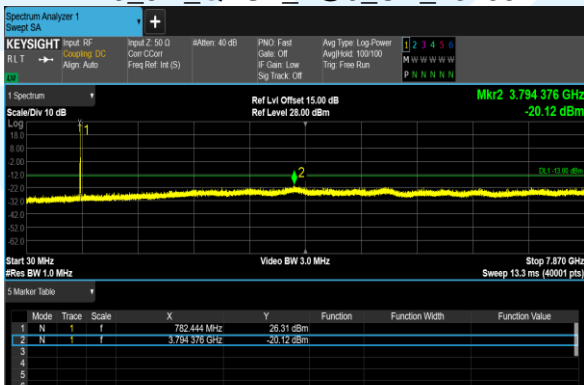 Spectrum Analyzer 1
Swept SA
+
KEYSIGHT Input: RF Input Z: 50 Ω #Atten: 40 dB PNO: Fast Avg Type: Log-Power 1 2 3 4 5 6
RLT Coupling: DC Corr CCorr Gate: Off Avg|Hold: 100/100 M W W W W W
Align: Auto Freq Ref: Int (S) IF Gain: Low Trig: Free Run
Sig Track: Off P N N N N N
1 Spectrum
Ref Lvl Offset 15.00 dB Mkr2 3.794 376 GHz
Scale/Div 10 dB Ref Level 28.00 dBm -20.12 dBm
Log
1
18.0
8.00
-2.00
2
DL1 -13.00 dBm
-12.0
-22.0
-32.0
-42.0
-52.0
-62.0
Start 30 MHz Video BW 3.0 MHz Stop 7.870 GHz
#Res BW 1.0 MHz Sweep 13.3 ms (40001 pts)
5 Marker Table
Mode Trace Scale X Y Function Function Width Function Value
1 N 1 f 782.444 MHz 26.31 dBm
2 N 1 f 3.794 376 GHz -20.12 dBm
3
4
5